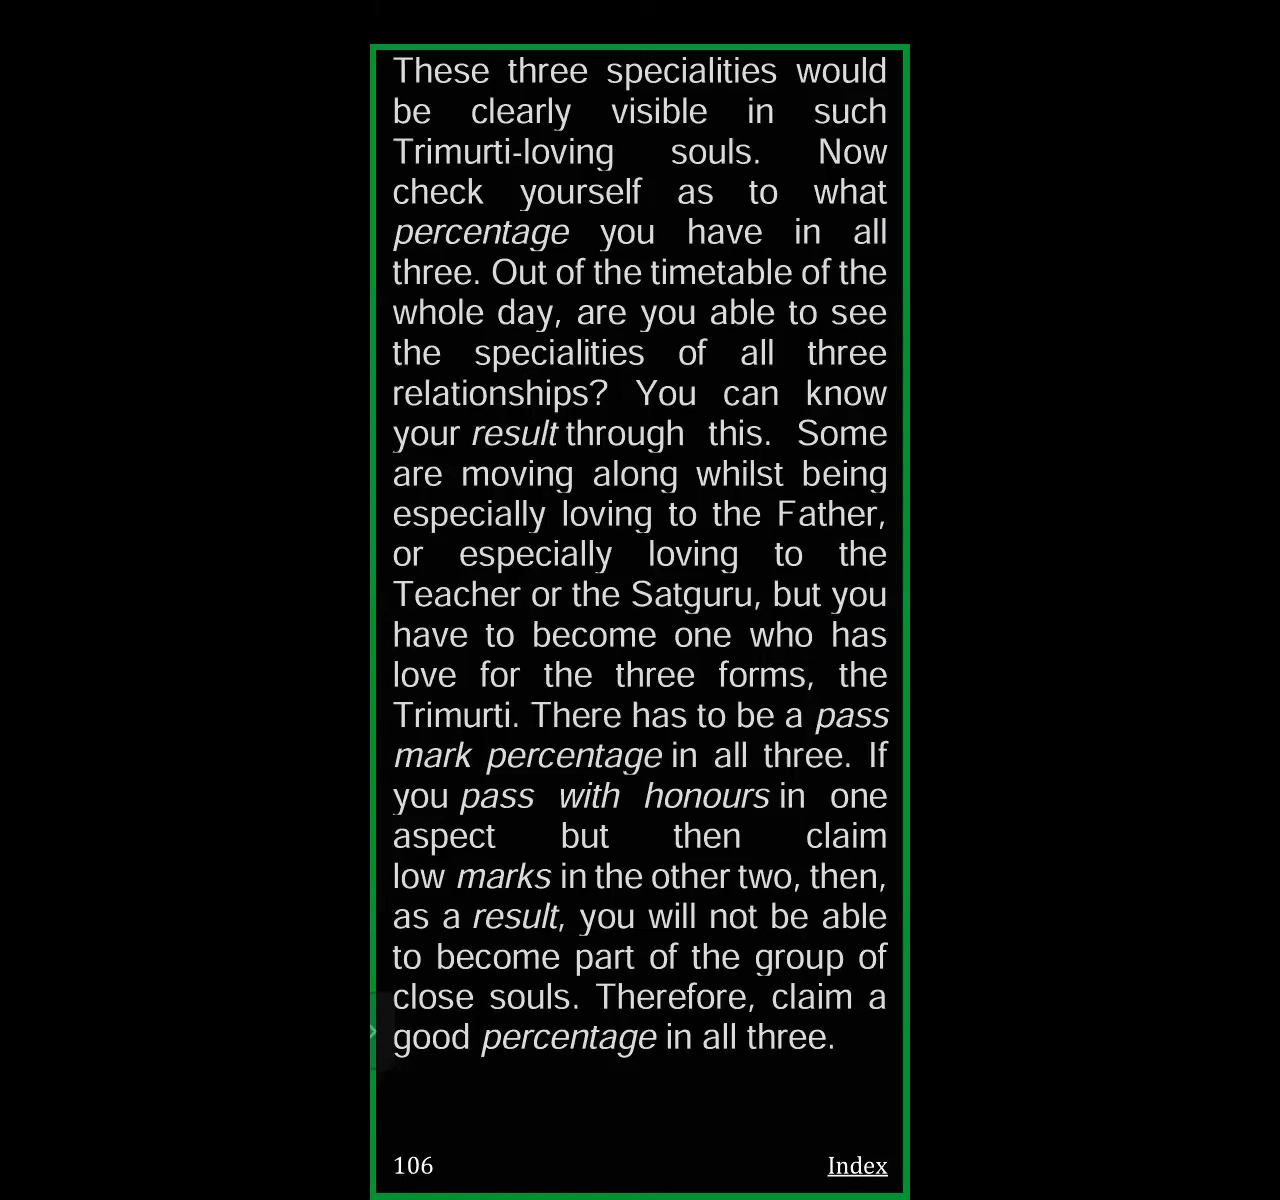 These three specialities would
be clearly visible in such
Trimurti-loving souls. Now
check yourself as to what
percentage you have in all
three. Out of the timetable of the
whole day, are you able to see
the specialities of all three
relationships? You can know
your result through this. Some
are moving along whilst being
especially loving to the Father,
or especially loving to the
Teacher or the Satguru, but you
have to become one who has
love for the three forms, the
Trimurti. There has to be a pass
mark percentage in all three. If
you pass with honours in one
aspect but then claim
low marks in the other two, then,
as a result, you will not be able
to become part of the group of
close souls. Therefore, claim a
good percentage in all three.
106 Index